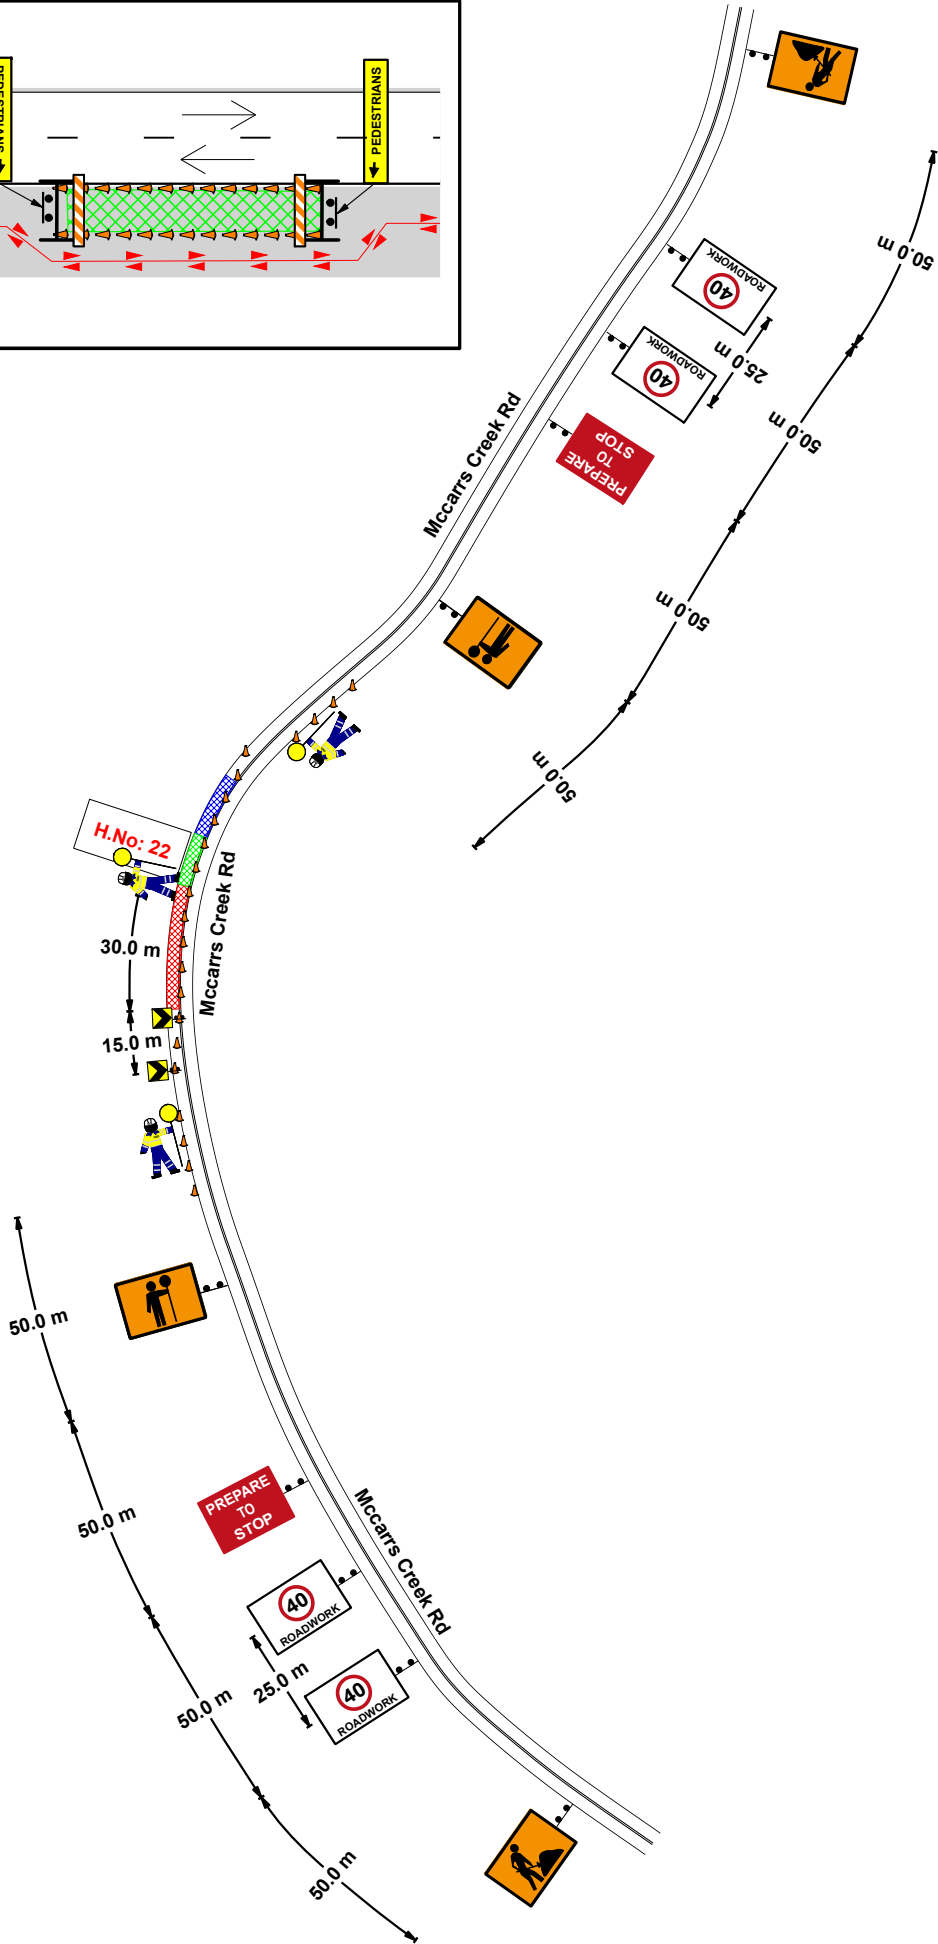 PEDESTRIANS
PEDESTRIANS
ROADWORK
40
50.0 m
ROADWORK
40
25.0 m
Mccarrs Creek Rd
PREPARE
TO
STOP
50.0 m
50.0 m
50.0 m
H.No: 22
Mccarrs Creek Rd
30.0 m
15.0 m
50.0 m
PREPARE
TO
STOP
50.0 m
Mccarrs Creek Rd
40
ROADWORK
25.0 m
40
ROADWORK
50.0 m
50.0 m